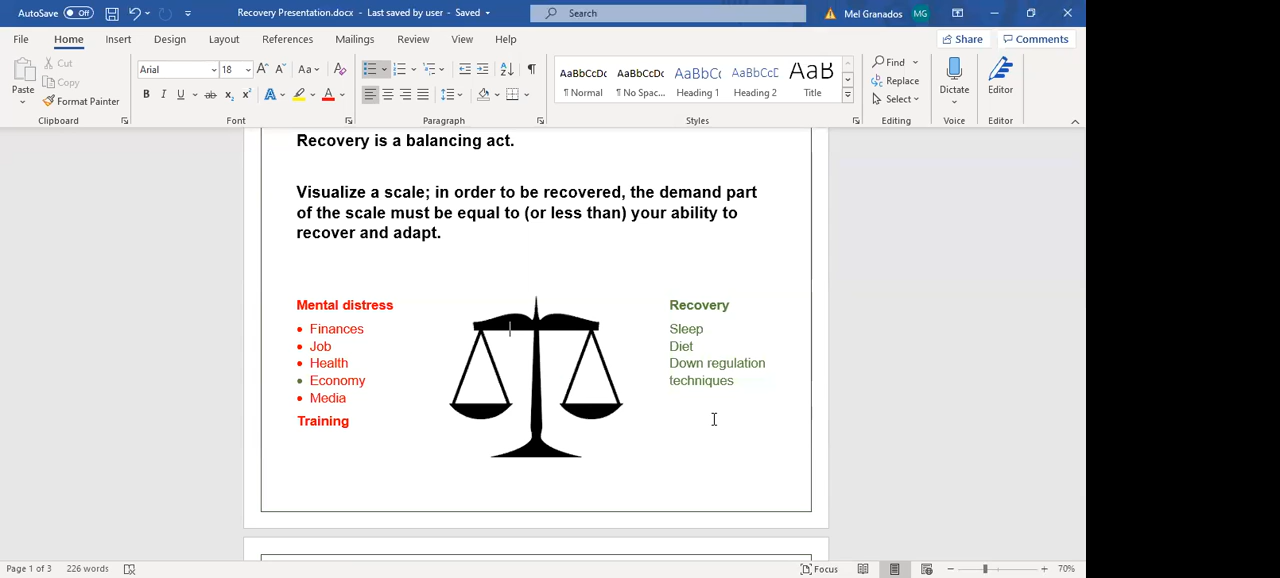 AutoSave Off Recovery Presentation.docx - Last saved by user - Saved Search Mel Granados MG
File Home Insert Design Layout References Mailings Review View Help Share Comments
Paste Cut Copy Format Painter
Arial 18 Aa
B I U ab x₂ x² A A
AaBbCcDc AaBbCcDc AaBbCc AaBbCcD AaB
¶ Normal ¶ No Spac... Heading 1 Heading 2 Title
Find
Replace
Select
Dictate Editor
Clipboard Font Paragraph Styles Editing Voice Editor
Recovery is a balancing act.
Visualize a scale; in order to be recovered, the demand part
of the scale must be equal to (or less than) your ability to
recover and adapt.
Mental distress
• Finances
• Job
• Health
• Economy
• Media
Training
Recovery
Sleep
Diet
Down regulation
techniques
Page 1 of 3 226 words Focus 70%